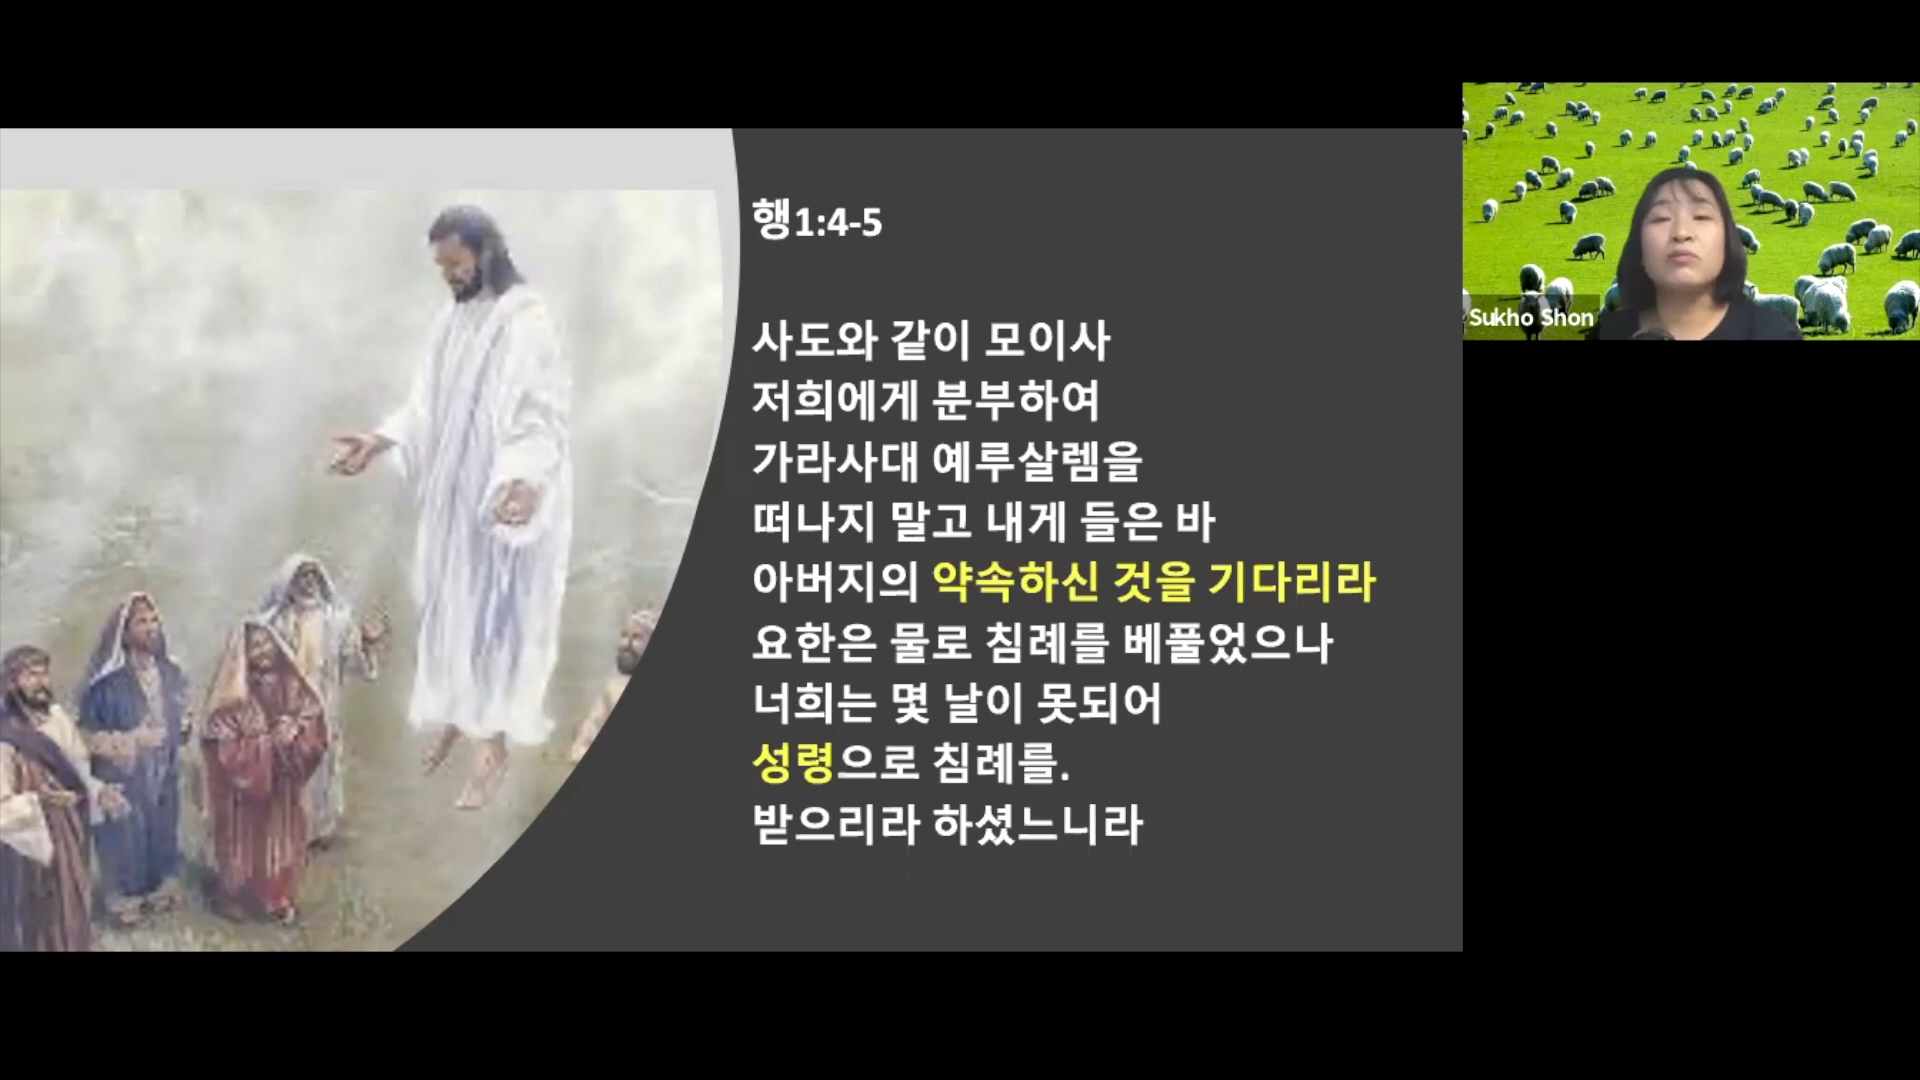 행1:4-5
사도와 같이 모이사
저희에게 분부하여
가라사대 예루살렘을
떠나지 말고 내게 들은 바
아버지의 약속하신 것을 기다리라
요한은 물로 침례를 베풀었으나
너희는 몇 날이 못되어
성령으로 침례를.
받으리라 하셨느니라
Sukho Shon